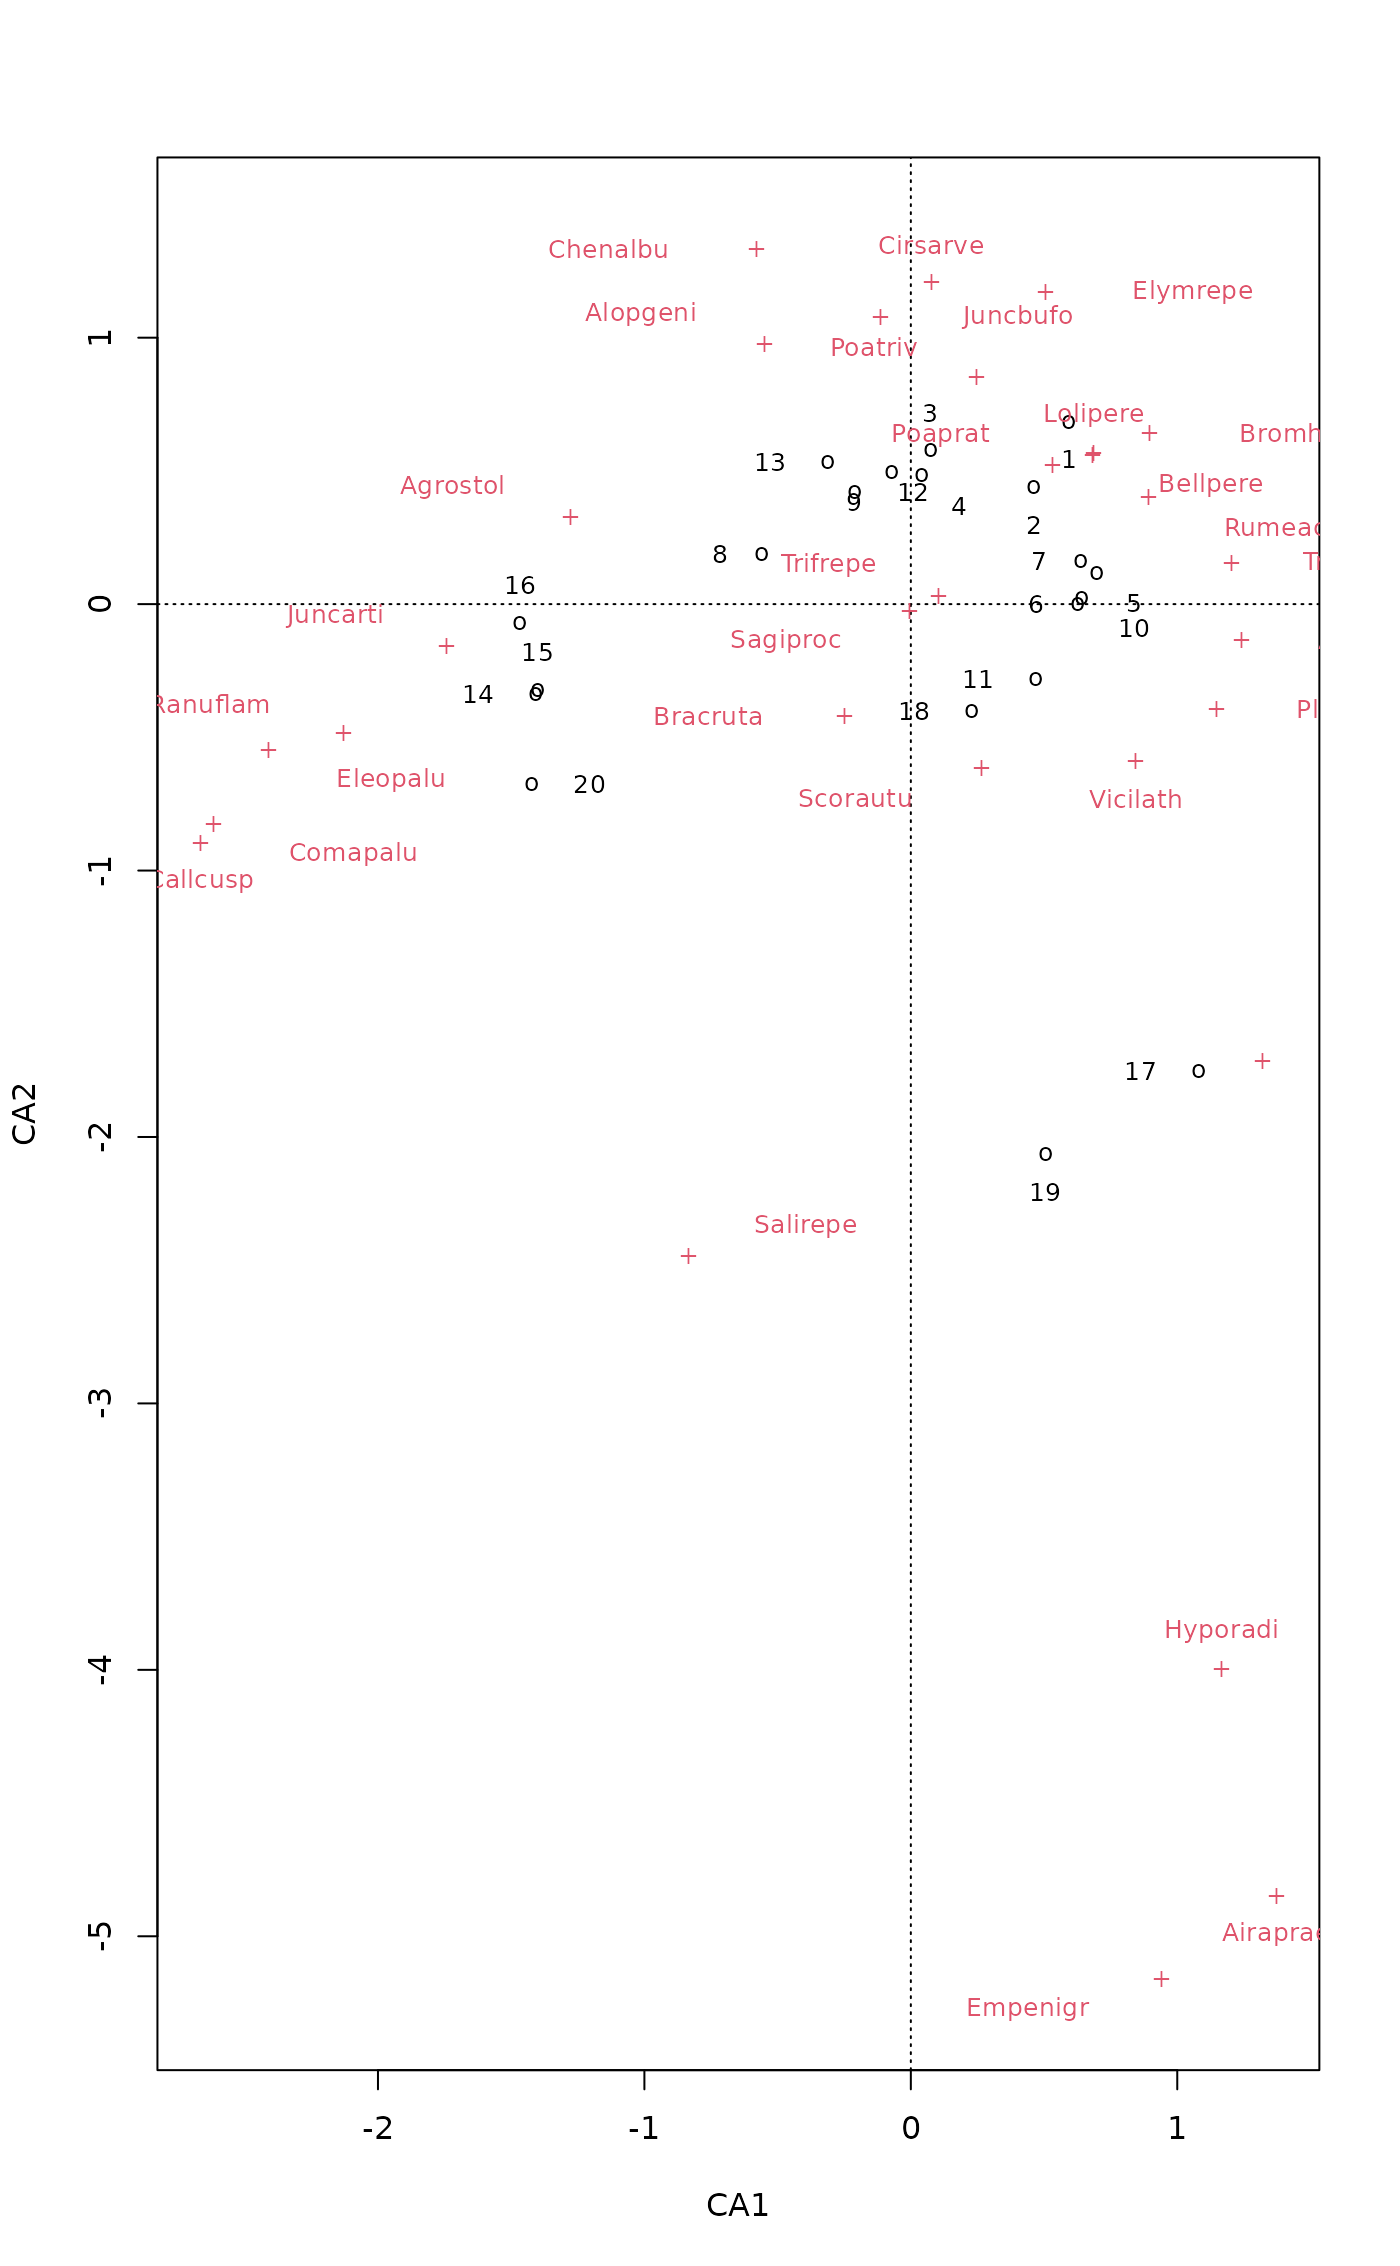 Chenalbu
Cirsarve
Elymrepe
Alopgeni
Juncbufo
Poatriv
1
3
Lolipere
Poaprat
Bromh
13
1
Agrostol
12
Bellpere
9
4
2
Rumeac
8
Trifrepe
7
16
0
6
5
Juncarti
10
Sagiproc
15
14
11
Ranuflam
Bracruta
18
Pl
Eleopalu
20
Scorautu
Vicilath
Comapalu
-1
Callcusp
17
CA2
-2
19
Salirepe
-3
Hyporadi
-4
Airaprae
-5
Empenigr
-2 -1 0 1
CA1